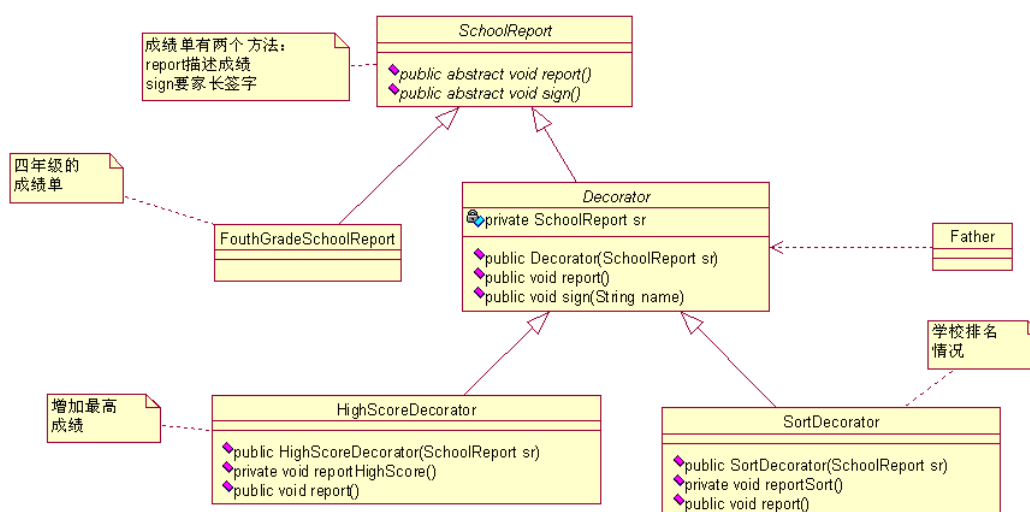 SchoolReport
public abstract void report()
public abstract void sign()
成绩单有两个方法：
report描述成绩
sign要家长签字
四年级的
成绩单
FouthGradeSchoolReport
Decorator
private SchoolReport sr
public Decorator(SchoolReport sr)
public void report()
public void sign(String name)
Father
学校排名
情况
增加最高
成绩
HighScoreDecorator
public HighScoreDecorator(SchoolReport sr)
private void reportHighScore()
public void report()
SortDecorator
public SortDecorator(SchoolReport sr)
private void reportSort()
public void report()